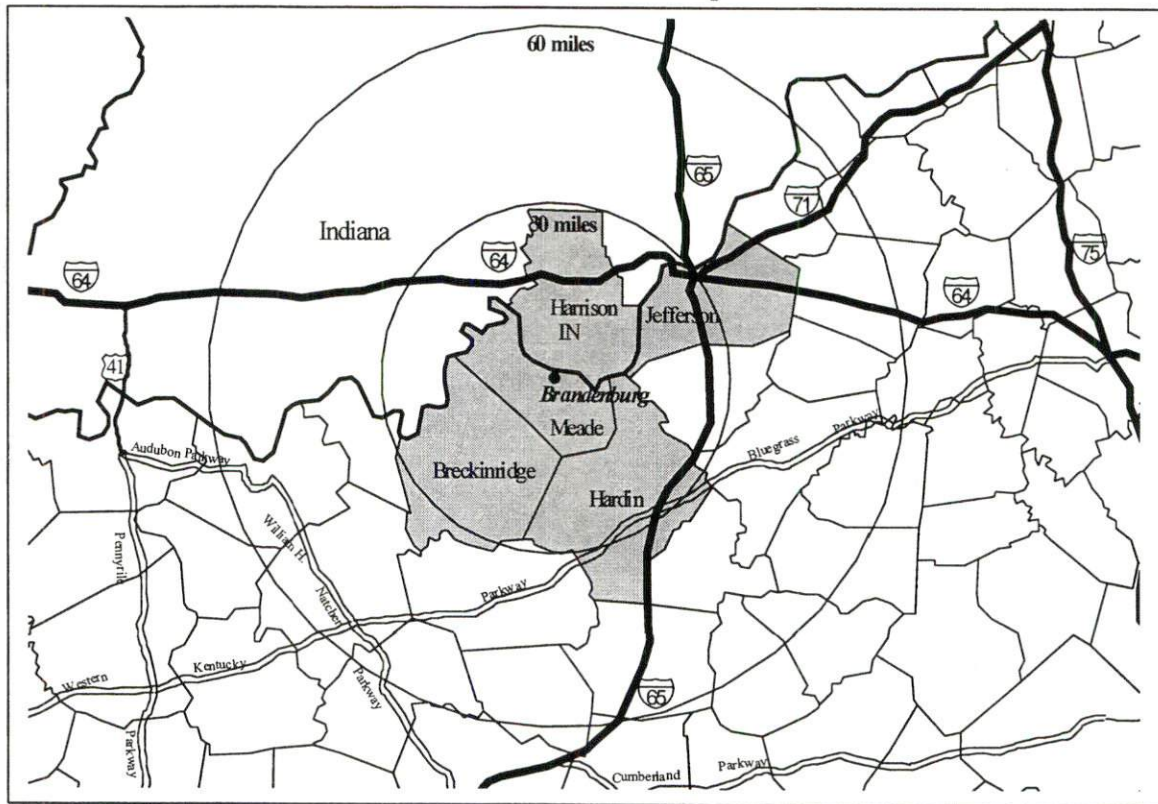 60 miles
65
71
Indiana
30 miles
64
64
75
64
Harrison
IN
Jefferson
41
Brandenburg
Meade
Audubon Parkway
Breckinridge
Bluegrass Parkway
Hardin
William H. Natcher Parkway
Pennyrile Parkway
Western Kentucky Parkway
65
Cumberland Parkway